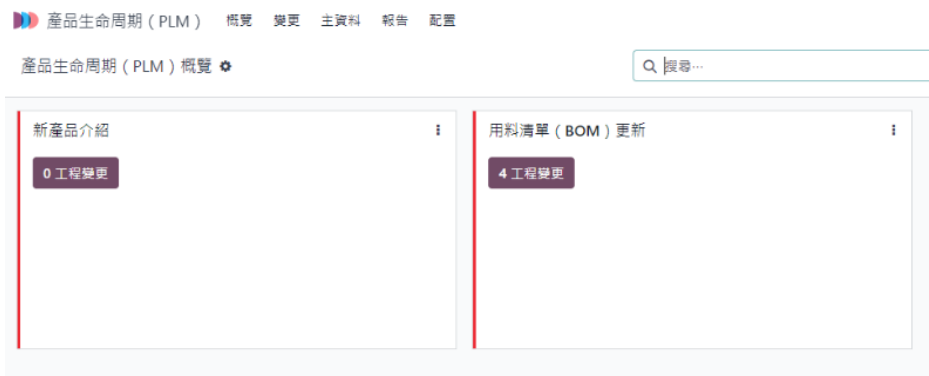 產品生命周期（PLM） 概覽 變更 主資料 報告 配置
產品生命周期（PLM）概覽
搜尋…
新產品介紹
0 工程變更
用料清單（BOM）更新
4 工程變更